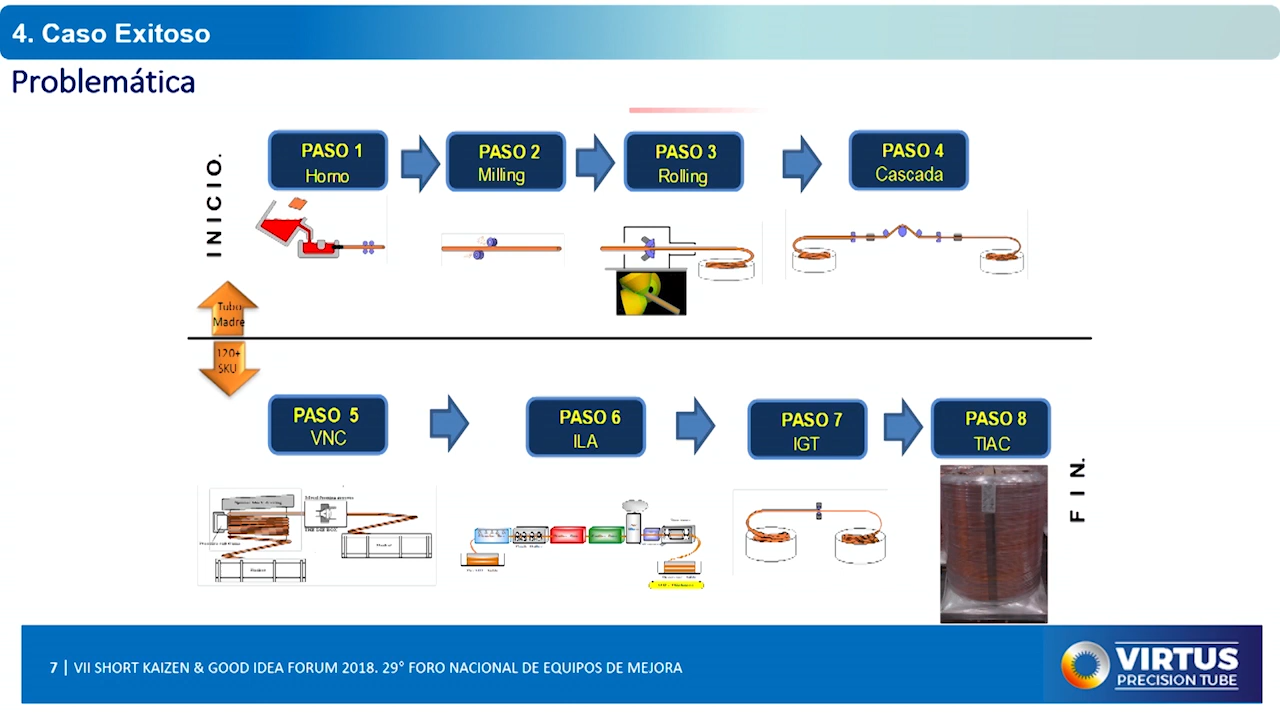 4. Caso Exitoso
Problemática
INICIO.
PASO 1
Horno
PASO 2
Milling
PASO 3
Rolling
PASO 4
Cascada
Tubo
Madre
120+
SKU
PASO 5
VNC
PASO 6
ILA
PASO 7
IGT
PASO 8
TIAC
FIN.
7 | VII SHORT KAIZEN & GOOD IDEA FORUM 2018. 29° FORO NACIONAL DE EQUIPOS DE MEJORA
VIRTUS
PRECISION TUBE